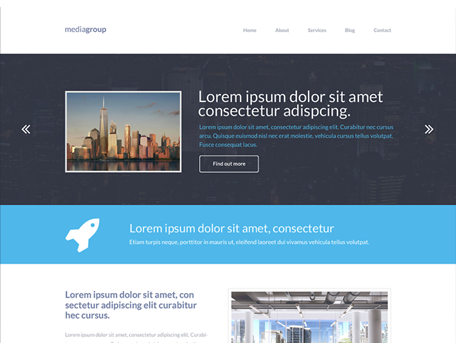 mediagroup
Home About Services Blog Contact
Lorem ipsum dolor sit amet
consectetur adispcing.
Lorem ipsum dolor sit amet, consectetur adipiscing elit. Curabitur nec cursus
arcu. Quisque euismod nisi nec erat molestie, vehicula cursus tellus volutpat.
Fusce consequat lacus.
Find out more
Lorem ipsum dolor sit amet, consectetur
Etiam turpis neque, porttitor in mauris ut, eleifend laoreet dui vivamus vehicula tellus volutpat.
Lorem ipsum dolor sit amet, con
sectetur adipiscing elit curabitur
hec cursus.
Lorem ipsum dolor sit amet, consectetur adipiscing elit. Curabitur